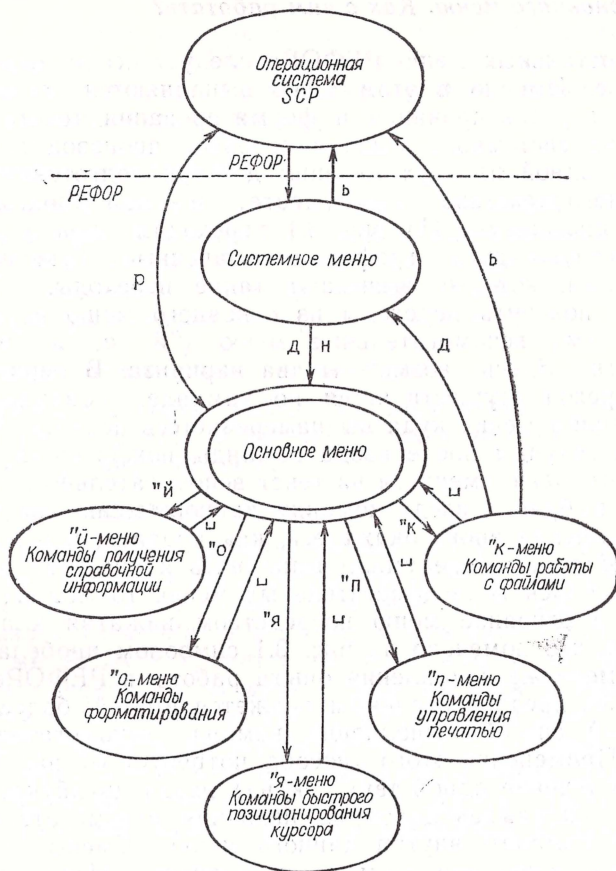 Операционная
система
SCP
РЕФОР
ь
РЕФОР
Системное меню
р
ь
Д
Н
Д
Основное меню
"й
␣
"о
␣
"я
␣
"п
␣
"к
␣
"й-меню
Команды получения
справочной
информации
"к-меню
Команды работы
с файлами
"о-меню
Команды
форматирования
"п-меню
Команды
управления
печатью
"я-меню
Команды быстрого
позиционирования
курсора